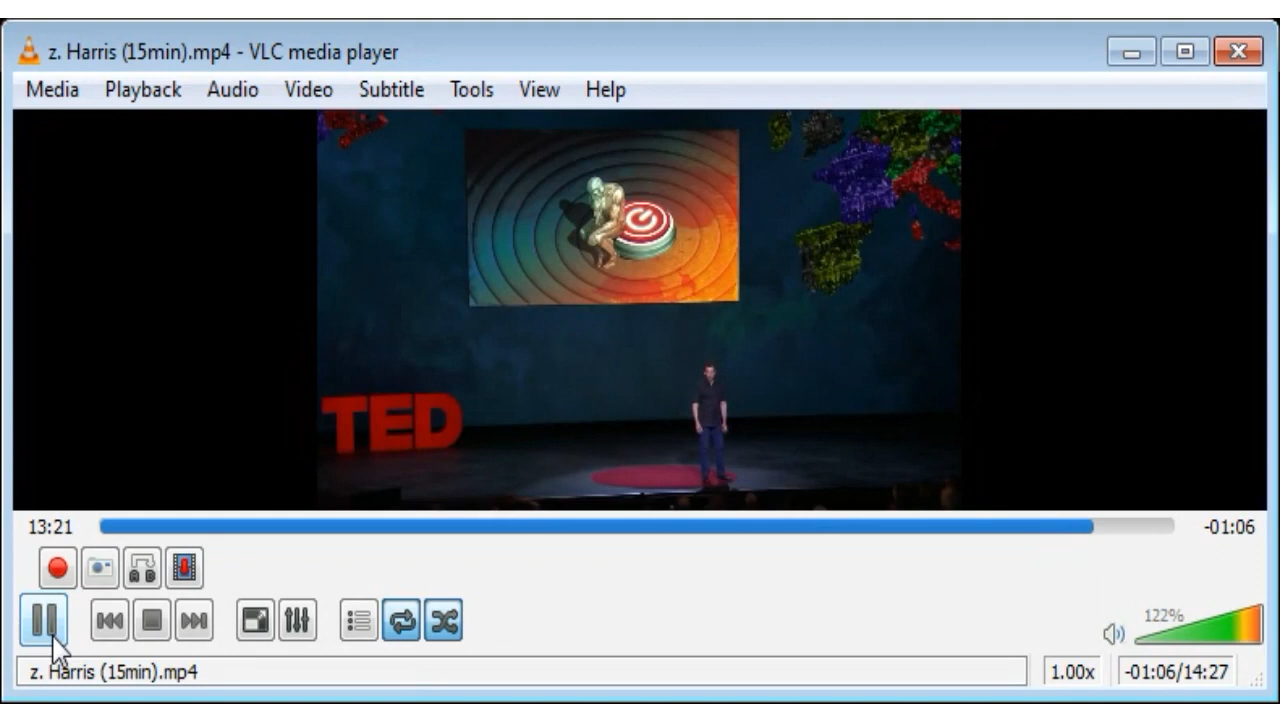 z. Harris (15min).mp4 - VLC media player
Media Playback Audio Video Subtitle Tools View Help
TED
13:21 -01:06
A B
122%
z. Harris (15min).mp4 1.00x -01:06/14:27